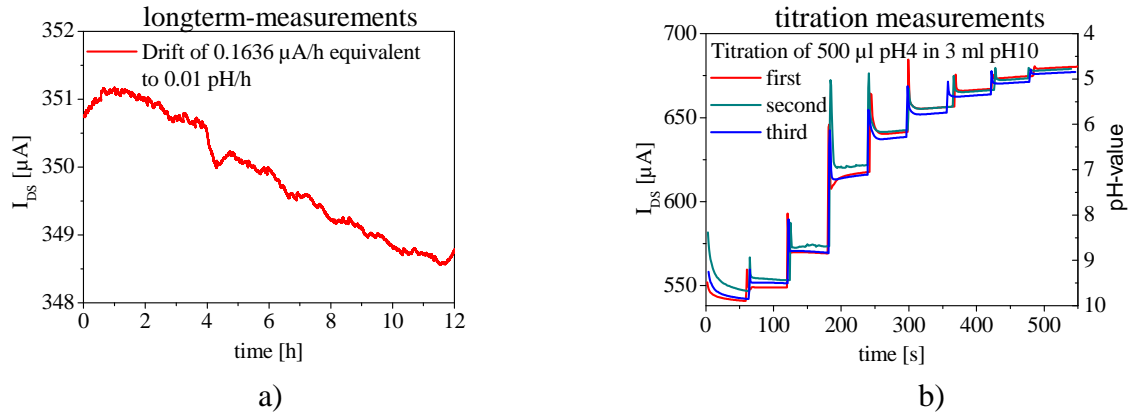 longterm-measurements
Drift of 0.1636 µA/h equivalent
to 0.01 pH/h
352
351
350
349
348
I_DS [µA]
0 2 4 6 8 10 12
time [h]
a)
titration measurements
Titration of 500 µl pH4 in 3 ml pH10
first
second
third
700
650
600
550
I_DS [µA]
4
5
6
7
8
9
10
pH-value
0 100 200 300 400 500
time [s]
b)